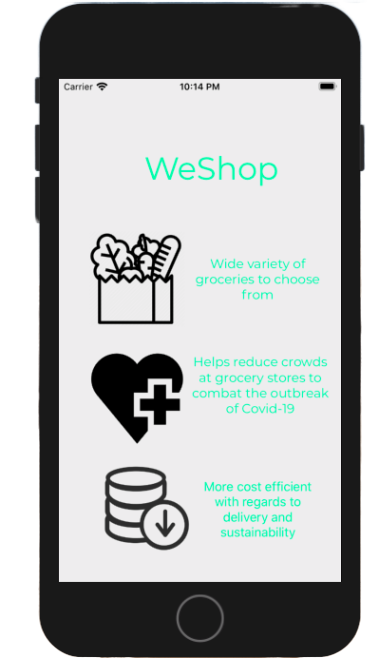 Carrier 10:14 PM
WeShop
Wide variety of
groceries to choose
from
Helps reduce crowds
at grocery stores to
combat the outbreak
of Covid-19
More cost efficient
with regards to
delivery and
sustainability